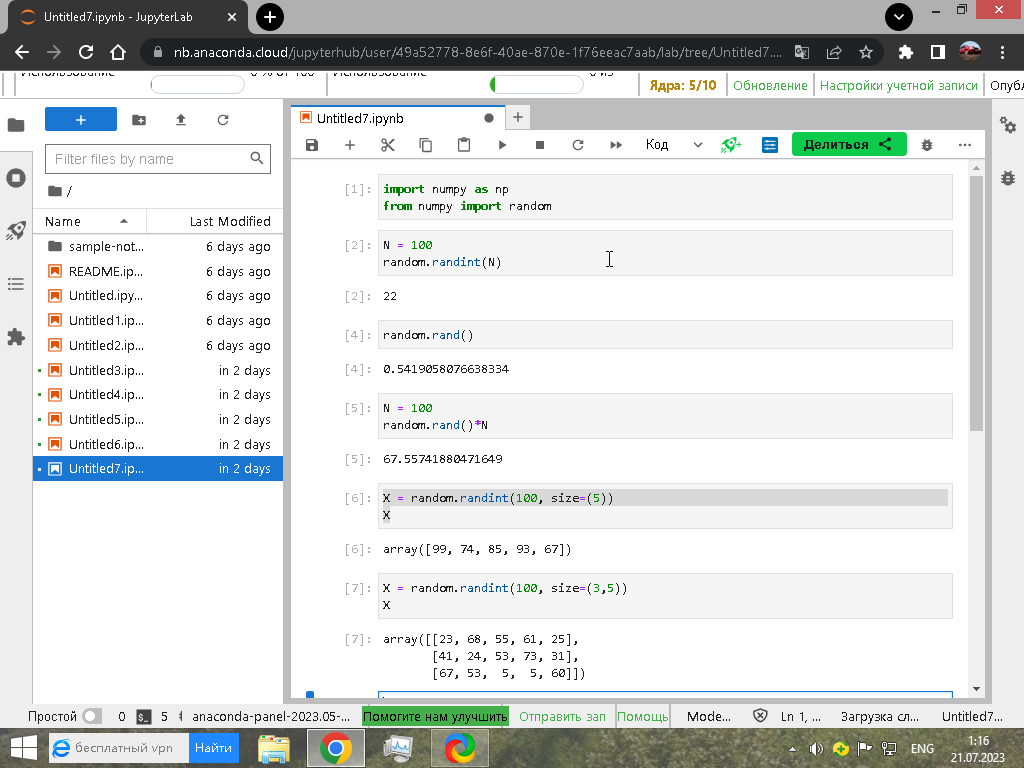 Untitled7.ipynb - JupyterLab
nb.anaconda.cloud/jupyterhub/user/49a52778-8e6f-40ae-870e-1f76eeac7aab/lab/tree/Untitled7....
Использование 0 % от 100 Использование 0 из
Ядра: 5/10 Обновление Настройки учетной записи Опубл
Filter files by name
/
Name Last Modified
sample-not... 6 days ago
README.ip... 6 days ago
Untitled.ipy... 6 days ago
Untitled1.ip... 6 days ago
Untitled2.ip... 6 days ago
Untitled3.ip... in 2 days
Untitled4.ip... in 2 days
Untitled5.ip... in 2 days
Untitled6.ip... in 2 days
Untitled7.ip... in 2 days
Untitled7.ipynb
Код Делиться
[1]: import numpy as np
from numpy import random
[2]: N = 100
random.randint(N)
[2]: 22
[4]: random.rand()
[4]: 0.5419058076638334
[5]: N = 100
random.rand()*N
[5]: 67.55741880471649
[6]: X = random.randint(100, size=(5))
X
[6]: array([99, 74, 85, 93, 67])
[7]: X = random.randint(100, size=(3,5))
X
[7]: array([[23, 68, 55, 61, 25],
[41, 24, 53, 73, 31],
[67, 53, 5, 5, 60]])
Простой 0 5 anaconda-panel-2023.05-... Помогите нам улучшить Отправить зап Помощь Mode... Ln 1, ... Загрузка сл... Untitled7...
бесплатный vpn Найти
ENG
1:16
21.07.2023